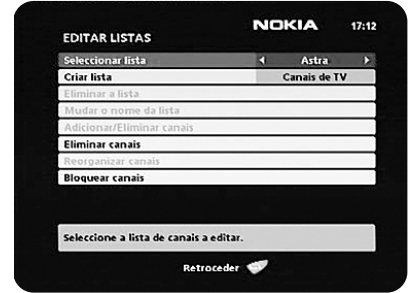 NOKIA 17:12
EDITAR LISTAS
Seleccionar lista Astra
Criar lista Canais de TV
Eliminar a lista
Mudar o nome da lista
Adicionar/Eliminar canais
Eliminar canais
Reorganizar canais
Bloquear canais
Seleccione a lista de canais a editar.
Retroceder